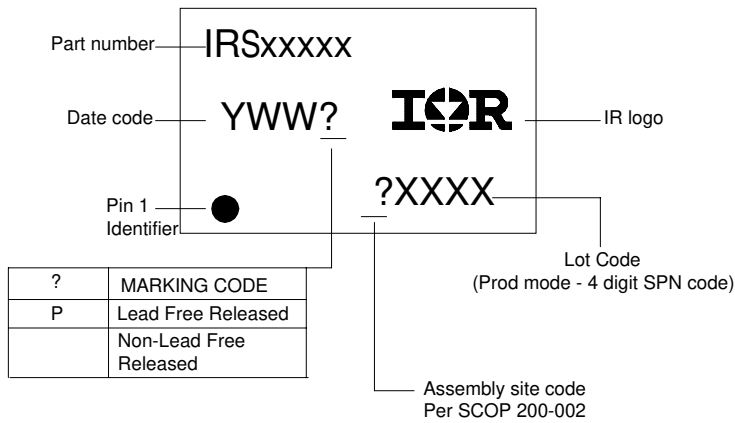 Part number
IRSxxxxx
Date code
YWW?
IOR
IR logo
?XXXX
Pin 1
Identifier
Lot Code
(Prod mode - 4 digit SPN code)
? MARKING CODE
P Lead Free Released
Non-Lead Free
Released
Assembly site code
Per SCOP 200-002